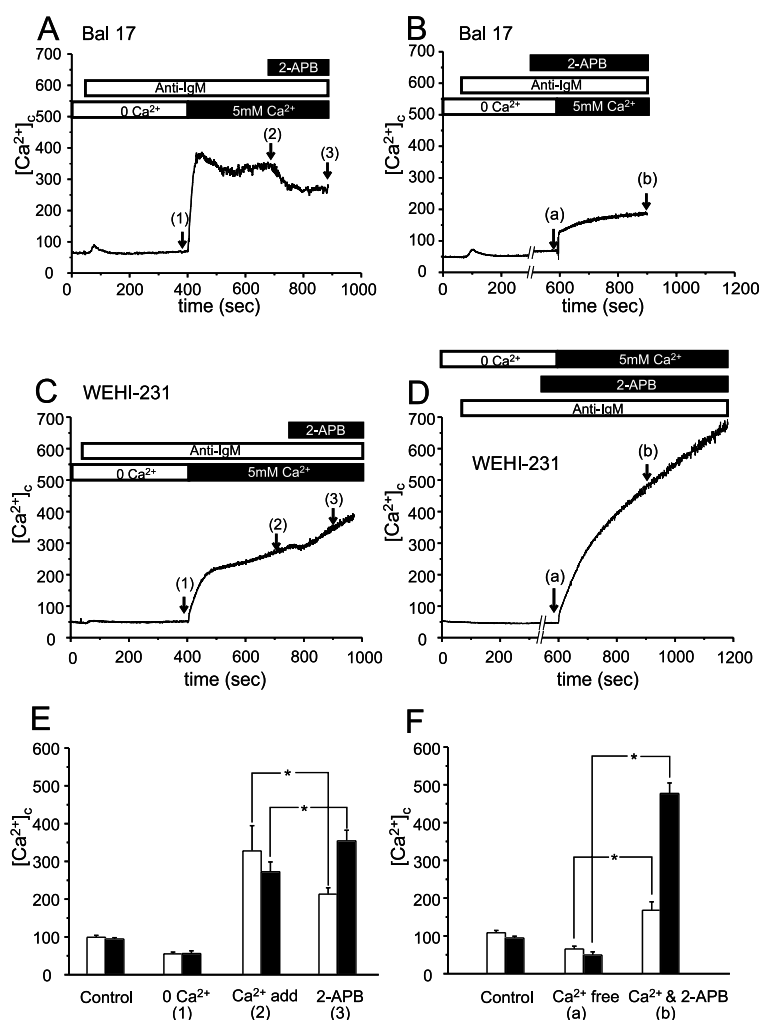 A
Bal 17
700
600
500
400
300
200
100
0
[Ca²⁺]c
2-APB
Anti-IgM
0 Ca²⁺
5mM Ca²⁺
(1)
(2)
(3)
0 200 400 600 800 1000
time (sec)
B
Bal 17
700
600
500
400
300
200
100
0
[Ca²⁺]c
2-APB
Anti-IgM
0 Ca²⁺
5mM Ca²⁺
(a)
(b)
0 200 400 600 800 1000 1200
time (sec)
C
WEHI-231
700
600
500
400
300
200
100
0
[Ca²⁺]c
2-APB
Anti-IgM
0 Ca²⁺
5mM Ca²⁺
(1)
(2)
(3)
0 200 400 600 800 1000
time (sec)
0 Ca²⁺
5mM Ca²⁺
2-APB
Anti-IgM
D
WEHI-231
700
600
500
400
300
200
100
0
[Ca²⁺]c
(a)
(b)
0 200 400 600 800 1000 1200
time (sec)
E
600
500
400
300
200
100
0
[Ca²⁺]c
*
*
Control 0 Ca²⁺ Ca²⁺ add 2-APB
(1) (2) (3)
F
600
500
400
300
200
100
0
[Ca²⁺]c
*
*
Control Ca²⁺ free Ca²⁺ & 2-APB
(a) (b)